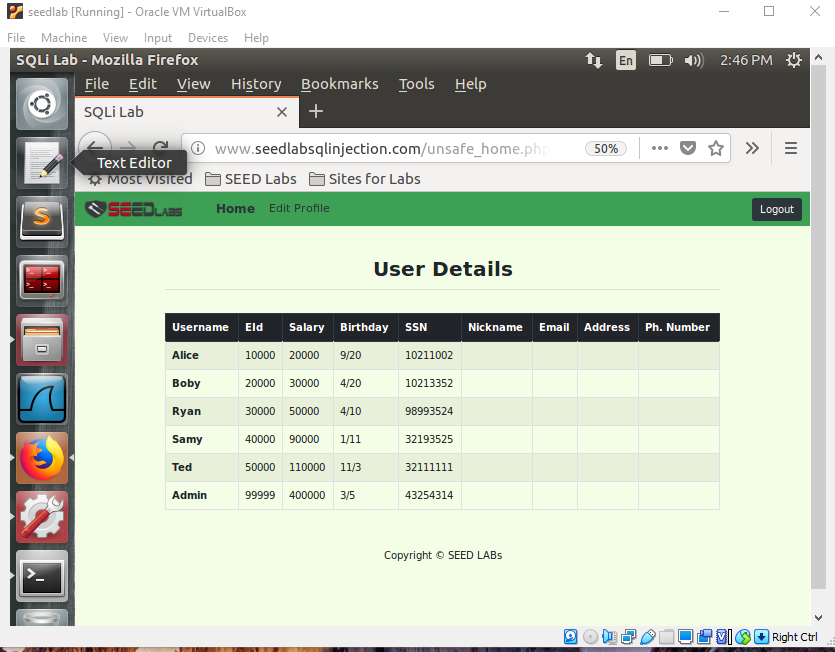 seedlab [Running] - Oracle VM VirtualBox
File Machine View Input Devices Help
SQLi Lab - Mozilla Firefox En 2:46 PM
File Edit View History Bookmarks Tools Help
SQLi Lab
www.seedlabsqlinjection.com/unsafe_home.php 50%
Text Editor
Most Visited SEED Labs Sites for Labs
SEEDLABS Home Edit Profile Logout
User Details
Username EId Salary Birthday SSN Nickname Email Address Ph. Number
Alice 10000 20000 9/20 10211002
Boby 20000 30000 4/20 10213352
Ryan 30000 50000 4/10 98993524
Samy 40000 90000 1/11 32193525
Ted 50000 110000 11/3 32111111
Admin 99999 400000 3/5 43254314
Copyright © SEED LABs
Right Ctrl